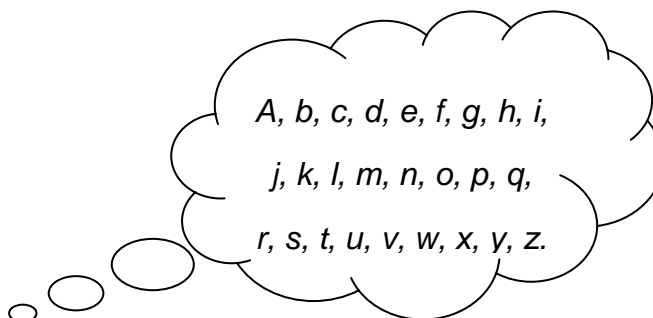 A, b, c, d, e, f, g, h, i,
j, k, l, m, n, o, p, q,
r, s, t, u, v, w, x, y, z.